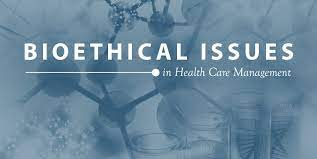 BIOETHICAL ISSUES
in Health Care Management